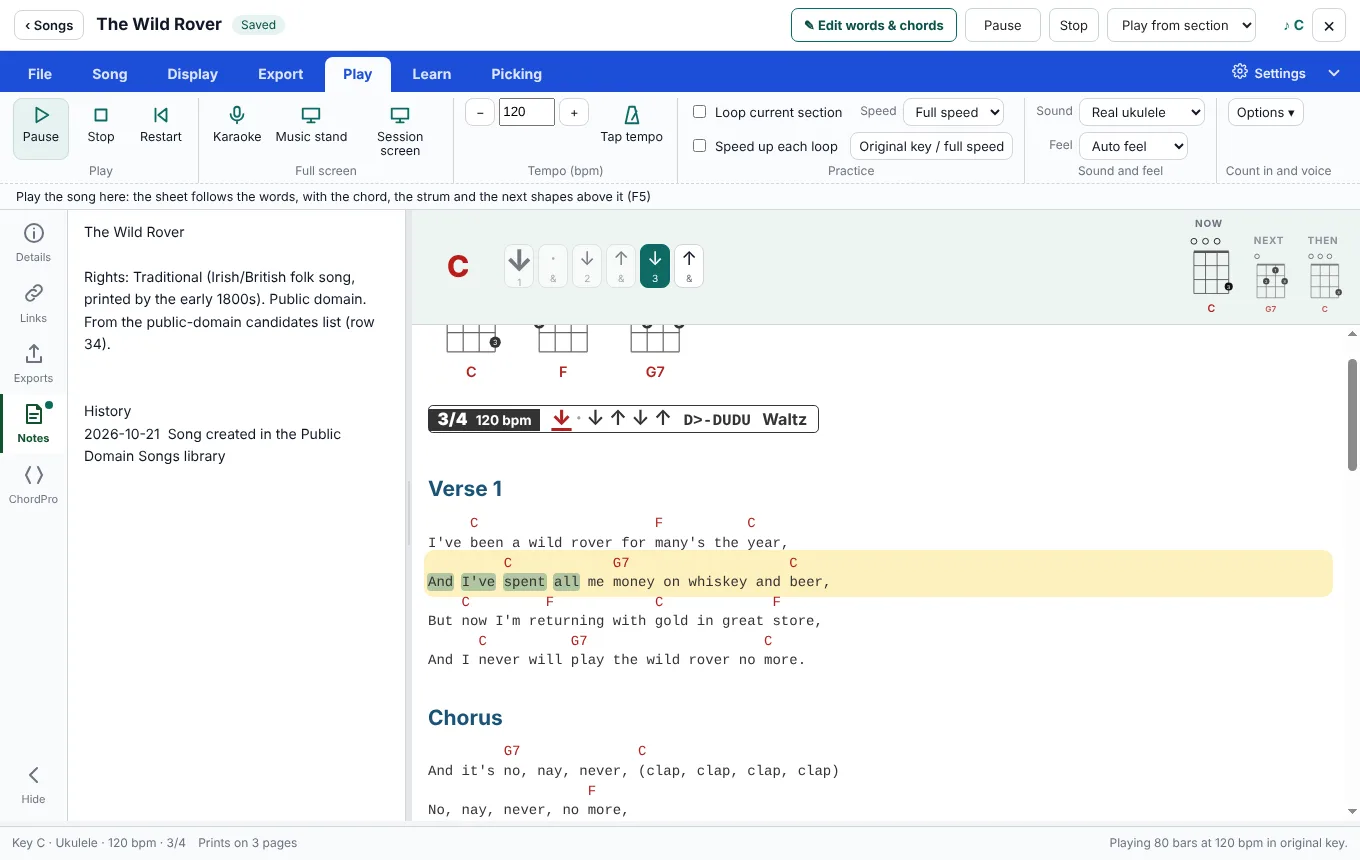 ‹ Songs The Wild Rover Saved ✎ Edit words & chords Pause Stop Play from section ♪ C ✕
File Song Display Export Play Learn Picking Settings
Pause Stop Restart Karaoke Music stand Session screen − 120 + Tap tempo
Loop current section Speed Full speed Sound Real ukulele Options ▾
Speed up each loop Original key / full speed Feel Auto feel
Play Full screen Tempo (bpm) Practice Sound and feel Count in and voice
Play the song here: the sheet follows the words, with the chord, the strum and the next shapes above it (F5)
Details
Links
Exports
Notes
ChordPro
Hide
The Wild Rover
Rights: Traditional (Irish/British folk song,
printed by the early 1800s). Public domain.
From the public-domain candidates list (row
34).
History
2026-10-21 Song created in the Public
Domain Songs library
C ↓ · ↓ ↑ ↓ ↑
1 & 2 & 3 &
NOW NEXT THEN
C G7 C
C F G7
3/4 120 bpm ↓ · ↓ ↑ ↓ ↑ D>-DUDU Waltz
Verse 1
C F C
I've been a wild rover for many's the year,
C G7 C
And I've spent all me money on whiskey and beer,
C F C F
But now I'm returning with gold in great store,
C G7 C
And I never will play the wild rover no more.
Chorus
G7 C
And it's no, nay, never, (clap, clap, clap, clap)
F
No, nay, never, no more,
Key C · Ukulele · 120 bpm · 3/4 Prints on 3 pages Playing 80 bars at 120 bpm in original key.